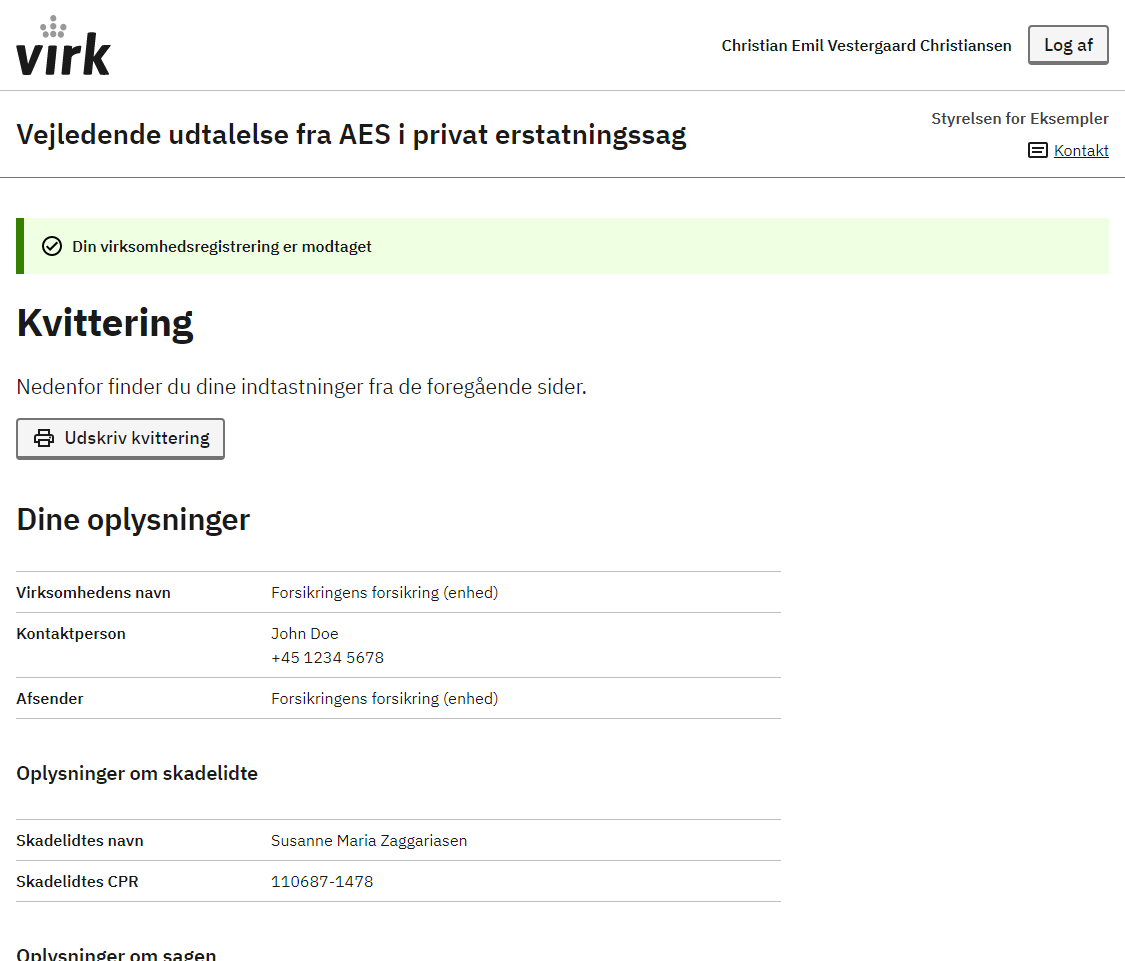 virk
Christian Emil Vestergaard Christiansen
Log af
Vejledende udtalelse fra AES i privat erstatningssag
Styrelsen for Eksempler
Kontakt
Din virksomhedsregistrering er modtaget
Kvittering
Nedenfor finder du dine indtastninger fra de foregående sider.
Udskriv kvittering
Dine oplysninger
Virksomhedens navn Forsikringens forsikring (enhed)
Kontaktperson John Doe
+45 1234 5678
Afsender Forsikringens forsikring (enhed)
Oplysninger om skadelidte
Skadelidtes navn Susanne Maria Zaggariasen
Skadelidtes CPR 110687-1478
Oplysninger om sagen